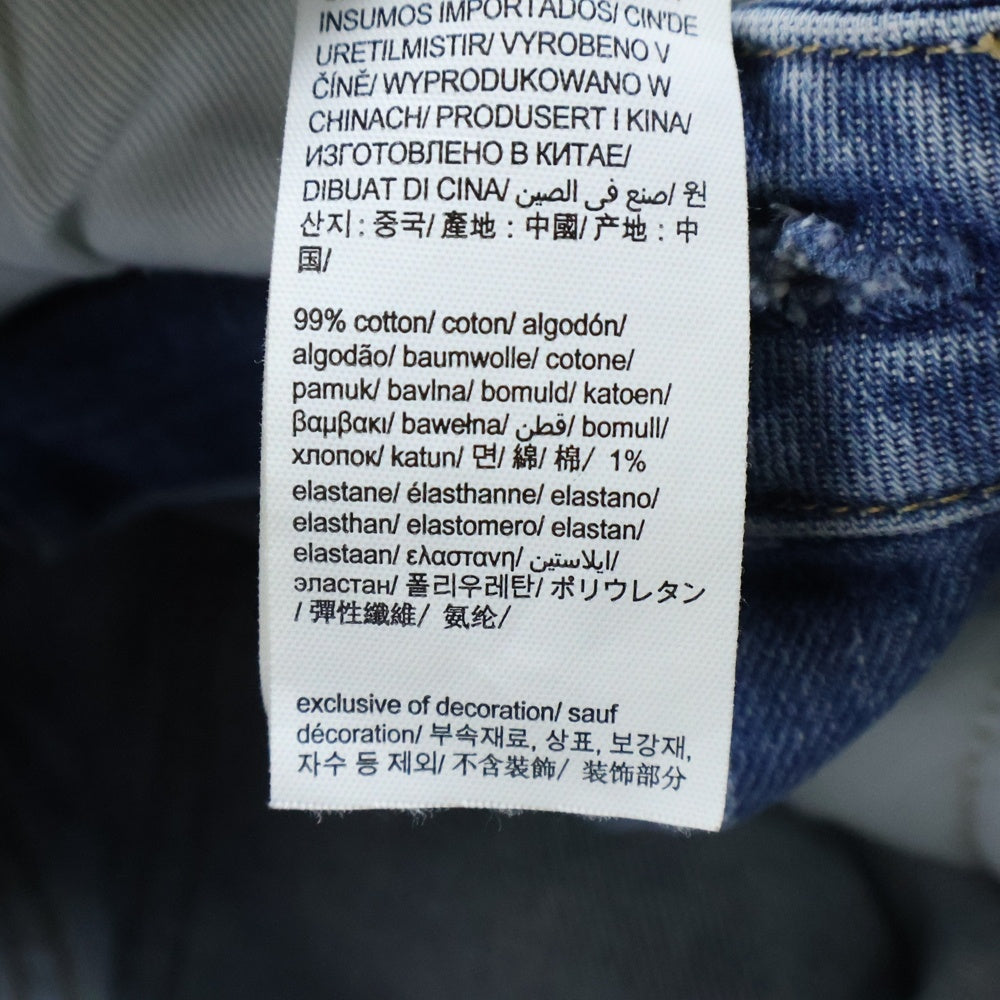 INSUMOS IMPORTADOS/ CIN'DE
URETILMISTIR/ VYROBENO V
ČÍNĚ/ WYPRODUKOWANO W
CHINACH/ PRODUSERT I KINA/
ИЗГОТОВЛЕНО В КИТАЕ/
DIBUAT DI CINA/ صنع في الصين/ 원
산지 : 중국/ 產地 : 中國/ 产地 : 中
国/
99% cotton/ coton/ algodón/
algodão/ baumwolle/ cotone/
pamuk/ bavlna/ bomuld/ katoen/
βαμβακι/ bawełna/ قطن/ bomull/
хлопок/ katun/ 면/ 綿/ 棉/ 1%
elastane/ élasthanne/ elastano/
elasthan/ elastomero/ elastan/
elastaan/ ελαστανη/ ايلاستين/
эластан/ 폴리우레탄/ ポリウレタン
/ 彈性纖維/ 氨纶/
exclusive of decoration/ sauf
décoration/ 부속재료, 상표, 보강재,
자수 등 제외/ 不含裝飾/ 装饰部分